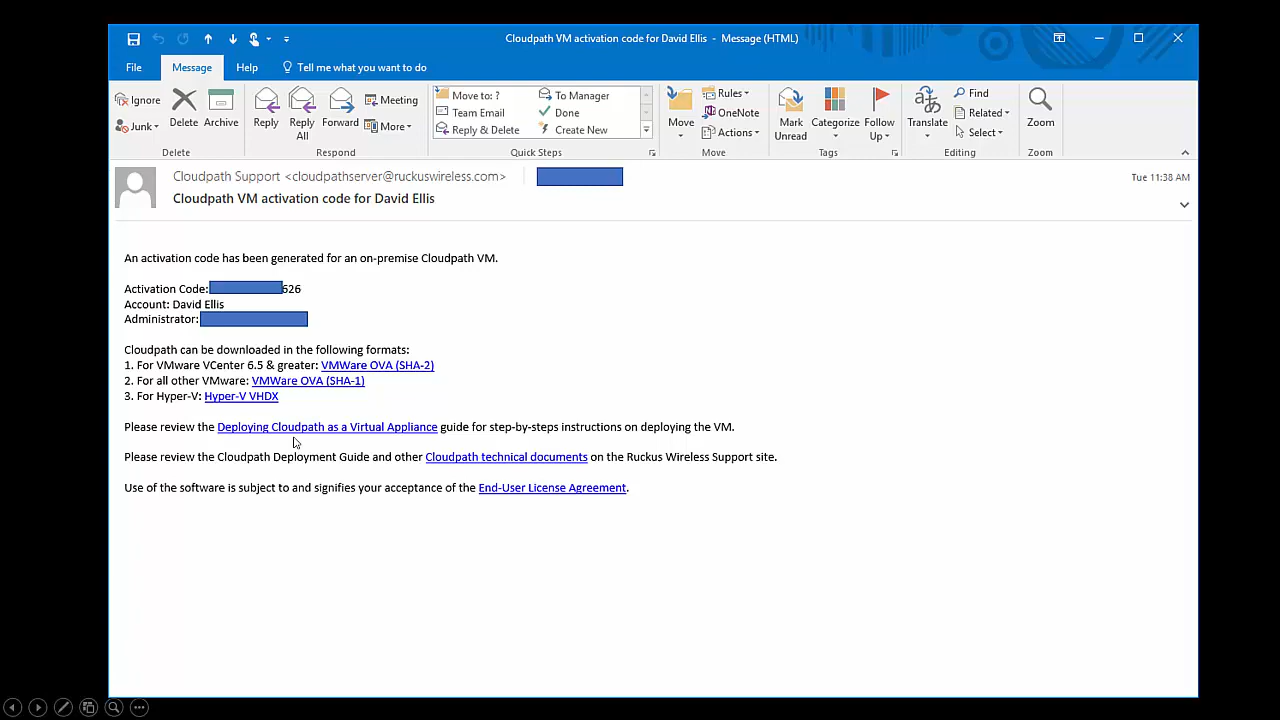 Cloudpath VM activation code for David Ellis - Message (HTML)
File Message Help Tell me what you want to do
Ignore
Junk
Delete
Archive
Delete
Reply
Reply All
Forward
Meeting
More
Respond
Move to: ?
Team Email
Reply & Delete
To Manager
Done
Create New
Quick Steps
Move
Rules
OneNote
Actions
Move
Mark Unread
Categorize
Follow Up
Tags
Translate
Find
Related
Select
Editing
Zoom
Zoom
Cloudpath Support <cloudpathserver@ruckuswireless.com>
Tue 11:38 AM
Cloudpath VM activation code for David Ellis
An activation code has been generated for an on-premise Cloudpath VM.
Activation Code: 626
Account: David Ellis
Administrator:
Cloudpath can be downloaded in the following formats:
1. For VMware VCenter 6.5 & greater: VMWare OVA (SHA-2)
2. For all other VMware: VMWare OVA (SHA-1)
3. For Hyper-V: Hyper-V VHDX
Please review the Deploying Cloudpath as a Virtual Appliance guide for step-by-steps instructions on deploying the VM.
Please review the Cloudpath Deployment Guide and other Cloudpath technical documents on the Ruckus Wireless Support site.
Use of the software is subject to and signifies your acceptance of the End-User License Agreement.